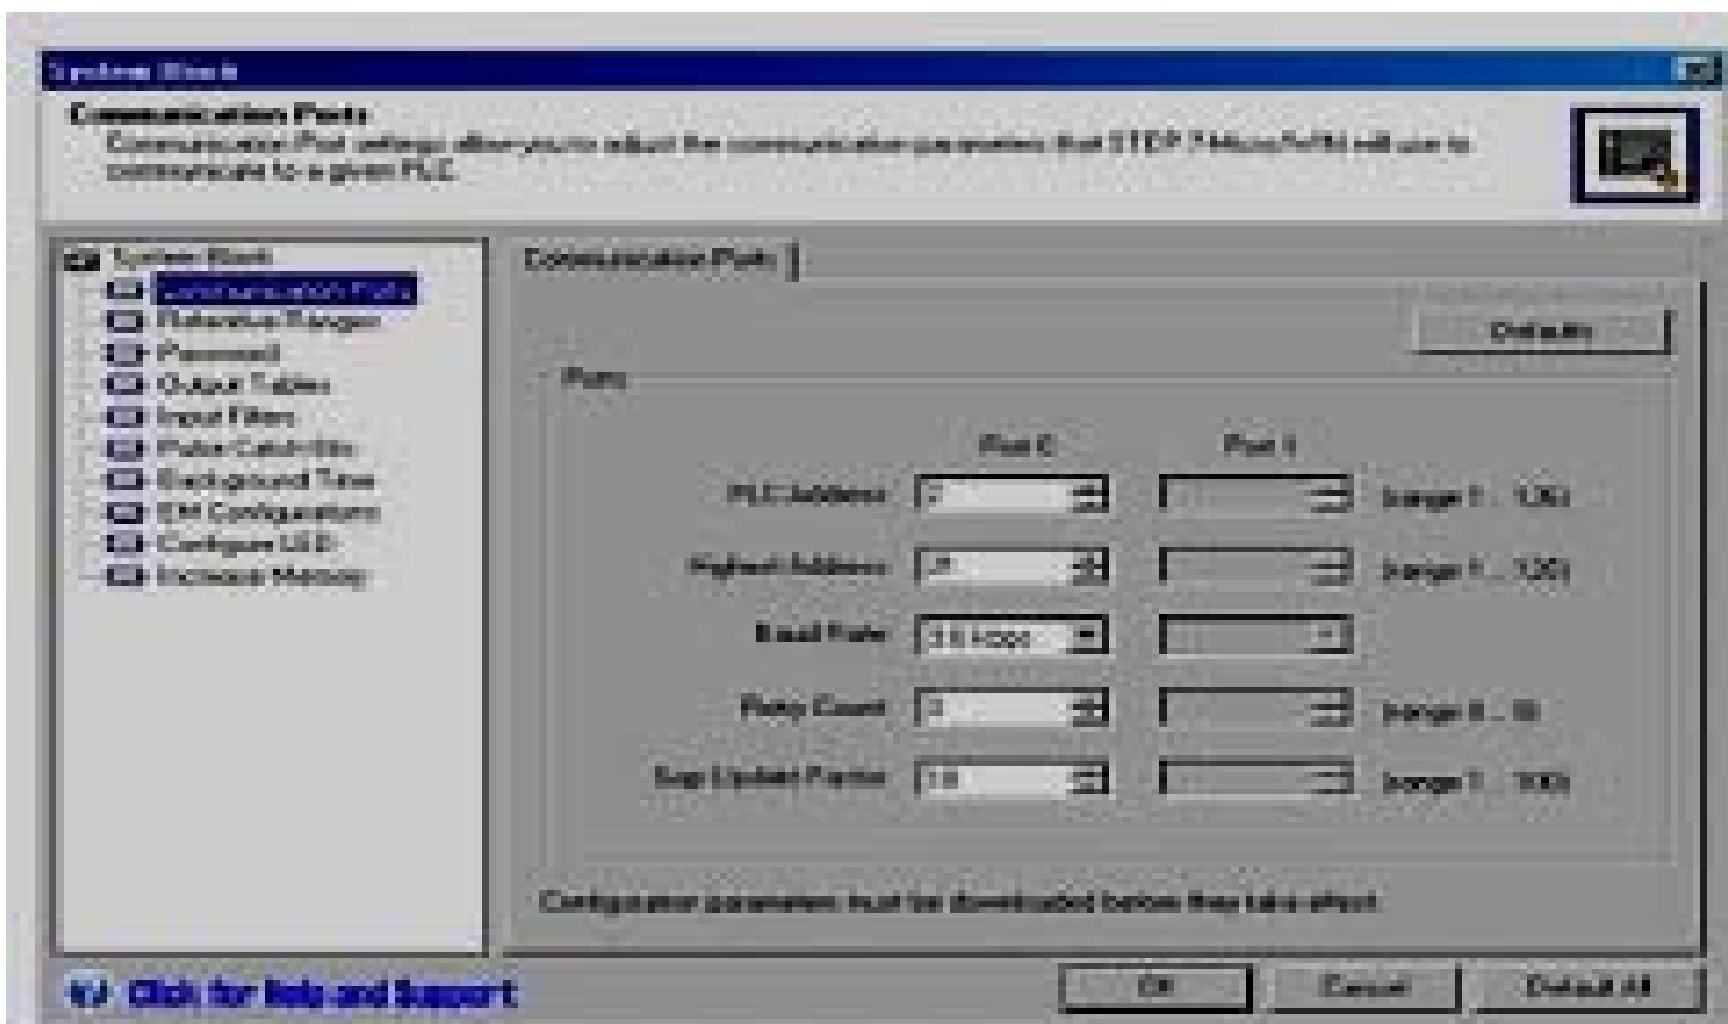 System Block
Communication Ports
Communication Port settings allow you to adjust the communication parameters that STEP 7-Micro/WIN will use to
communicate to a given PLC.
System Block
Communication Ports
Retentive Ranges
Password
Output Tables
Input Filters
Pulse Catch Bits
Background Time
EM Configurations
Configure LED
Increase Memory
Communication Ports
Defaults
Ports
Port 0 Port 1
PLC Address 2 (range 1 .. 126)
Highest Address (range 1 .. 126)
Baud Rate 9.6 kbps
Retry Count (range 0 .. 8)
Gap Update Factor 10 (range 1 .. 100)
Configuration parameters must be downloaded before they take effect.
Click for Help and Support
OK Cancel Default All